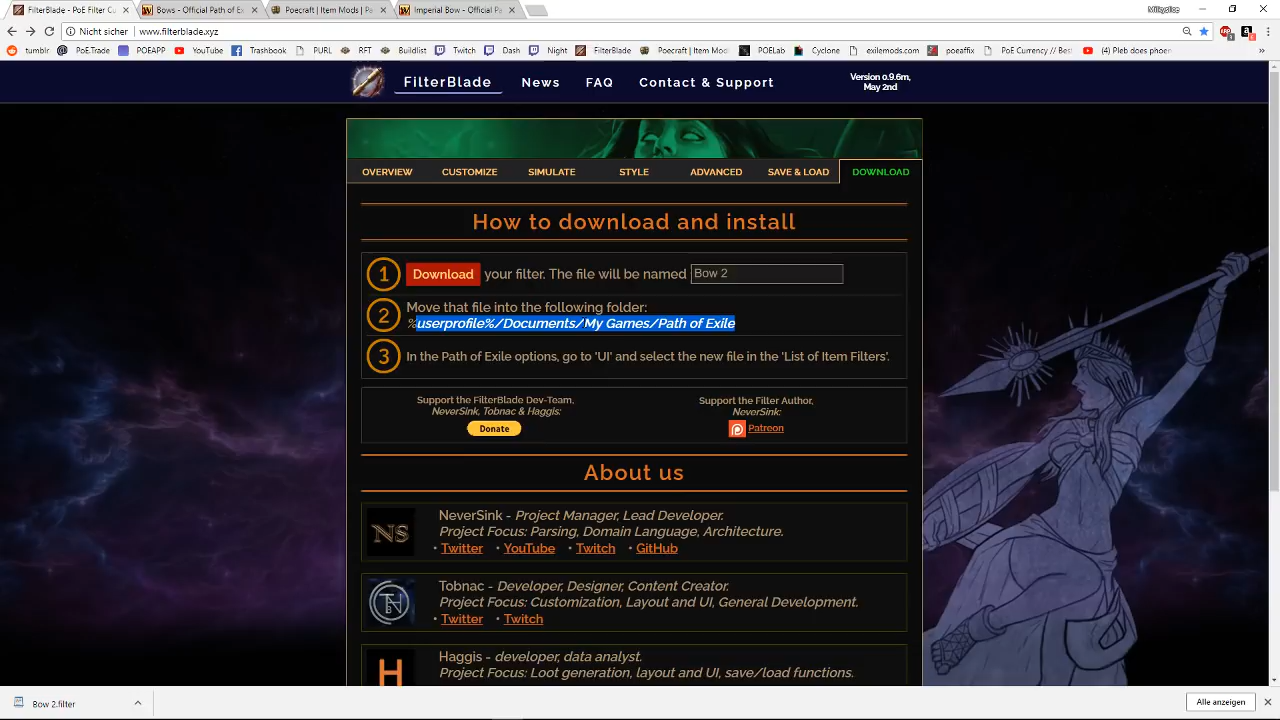 FilterBlade - PoE Filter Cu
Bows - Official Path of Ex
Poecraft | Item Mods | Pa
Imperial Bow - Official Pa
Nicht sicher | www.filterblade.xyz
tumblr
PoE.Trade
POEAPP
YouTube
Trashbook
PURL
RFT
Buildlist
Twitch
Dash
Night
FilterBlade
Poecraft | Item Mods
POELab
Cyclone
exilemods.com
poeaffix
PoE Currency // Best
(4) Pleb does phoen
»
FilterBlade
News
FAQ
Contact & Support
Version 0.9.6m,
May 2nd
OVERVIEW
CUSTOMIZE
SIMULATE
STYLE
ADVANCED
SAVE & LOAD
DOWNLOAD
How to download and install
1 Download your filter. The file will be named Bow 2
2 Move that file into the following folder:
%userprofile%/Documents/My Games/Path of Exile
3 In the Path of Exile options, go to 'UI' and select the new file in the 'List of Item Filters'.
Support the FilterBlade Dev-Team,
NeverSink, Tobnac & Haggis:
Donate
Support the Filter Author,
NeverSink:
Patreon
About us
NS
NeverSink - Project Manager, Lead Developer.
Project Focus: Parsing, Domain Language, Architecture.
• Twitter • YouTube • Twitch • GitHub
TN
Tobnac - Developer, Designer, Content Creator.
Project Focus: Customization, Layout and UI, General Development.
• Twitter • Twitch
H
Haggis - developer, data analyst.
Project Focus: Loot generation, layout and UI, save/load functions.
Bow 2.filter
Alle anzeigen